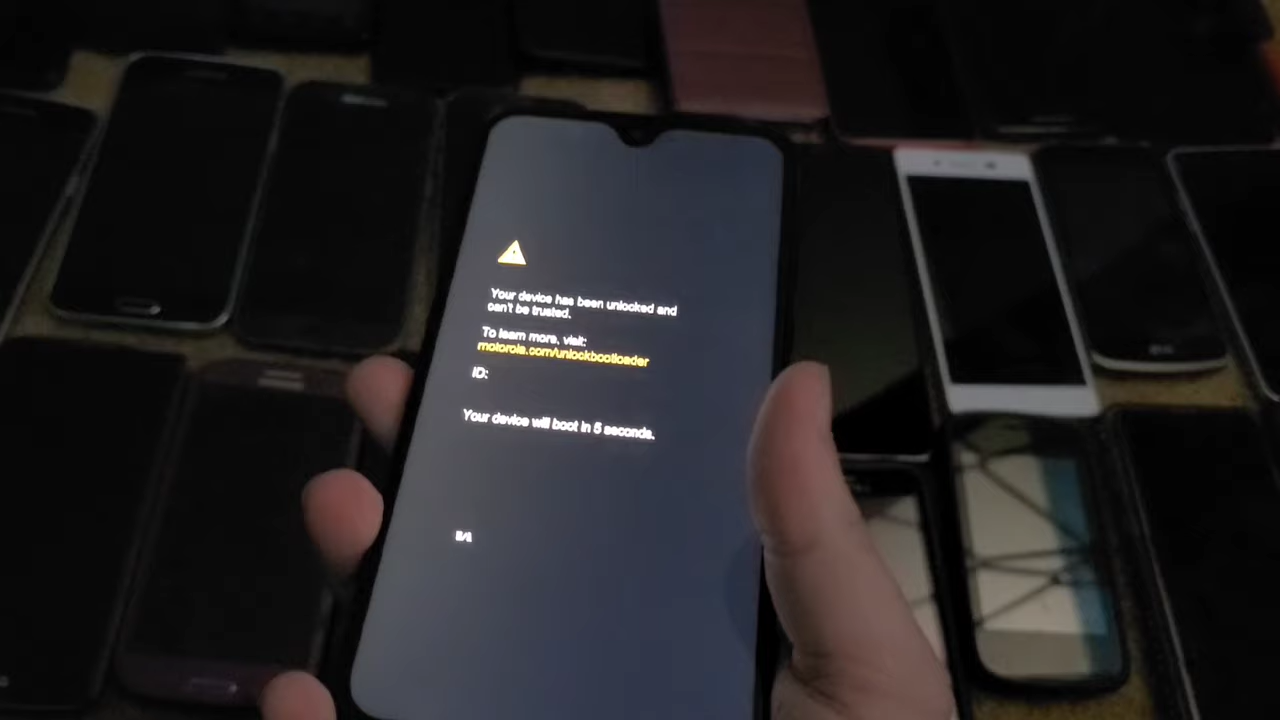 Your device has been unlocked and
can't be trusted.
To learn more, visit:
motorola.com/unlockbootloader
ID:
Your device will boot in 5 seconds.